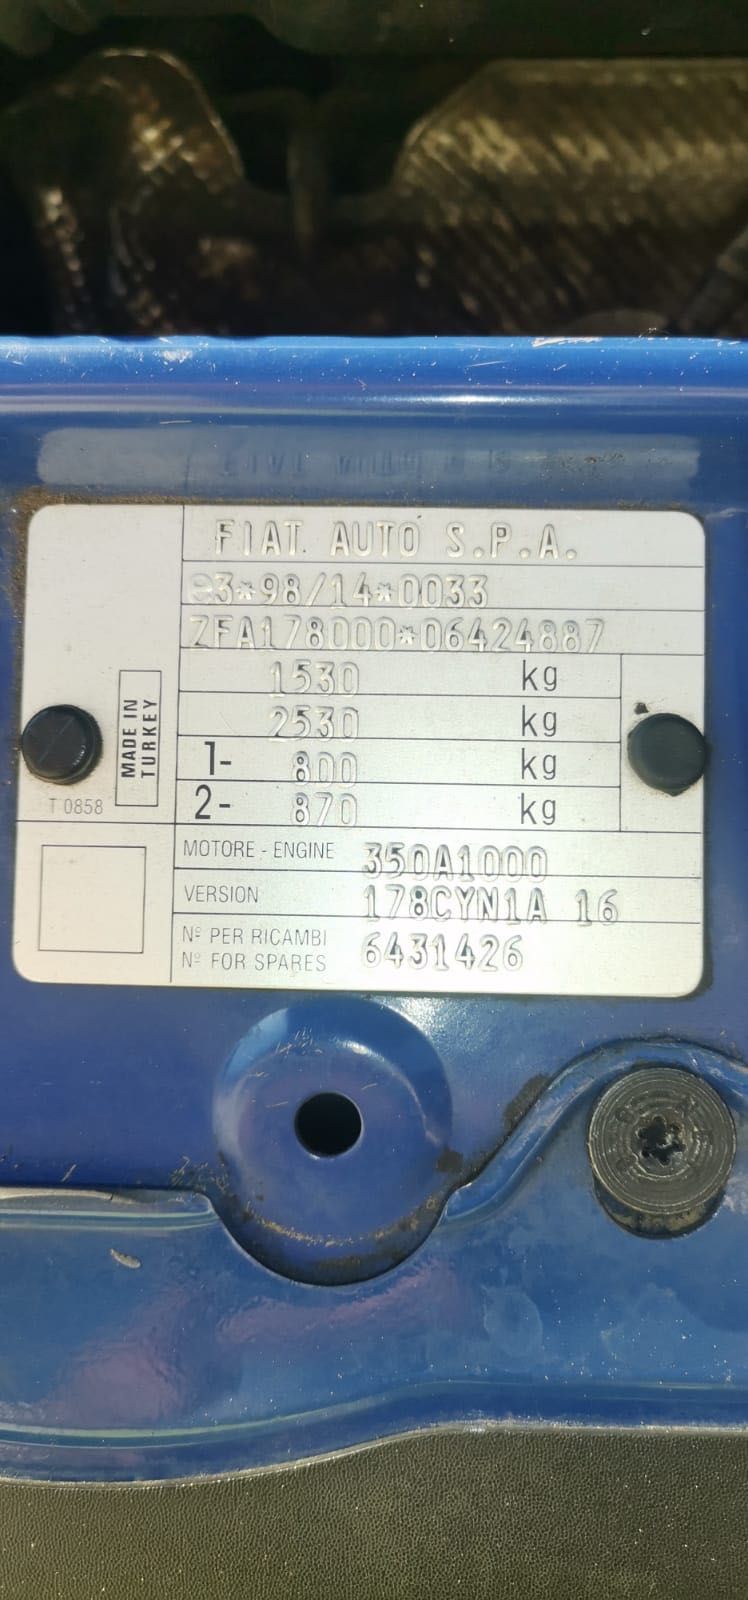 FIAT AUTO S.P.A.
e3*98/14*0033
ZFA178000*06424887
1530 kg
2530 kg
1- 800 kg
2- 870 kg
MADE IN
TURKEY
T 0858
MOTORE - ENGINE 350A1000
VERSION 178CYN1A 16
Nº PER RICAMBI
Nº FOR SPARES 6431426